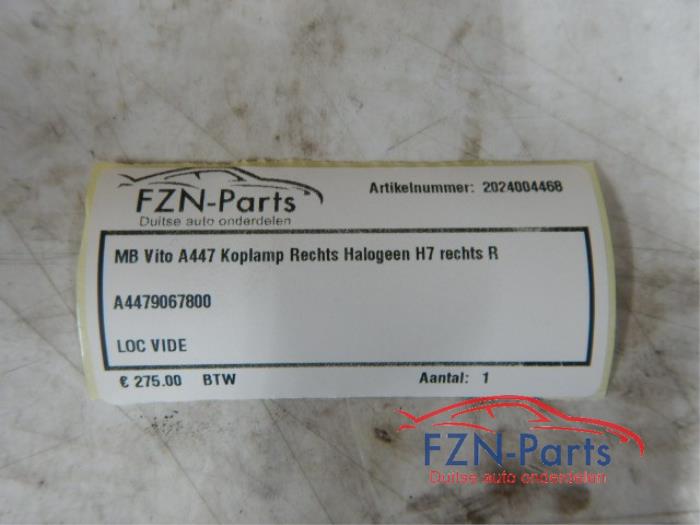 FZN-Parts
Duitse auto onderdelen
Artikelnummer: 2024004468
MB Vito A447 Koplamp Rechts Halogeen H7 rechts R
A4479067800
LOC VIDE
€ 275.00 BTW Aantal: 1
FZN-Parts
Duitse auto onderdelen